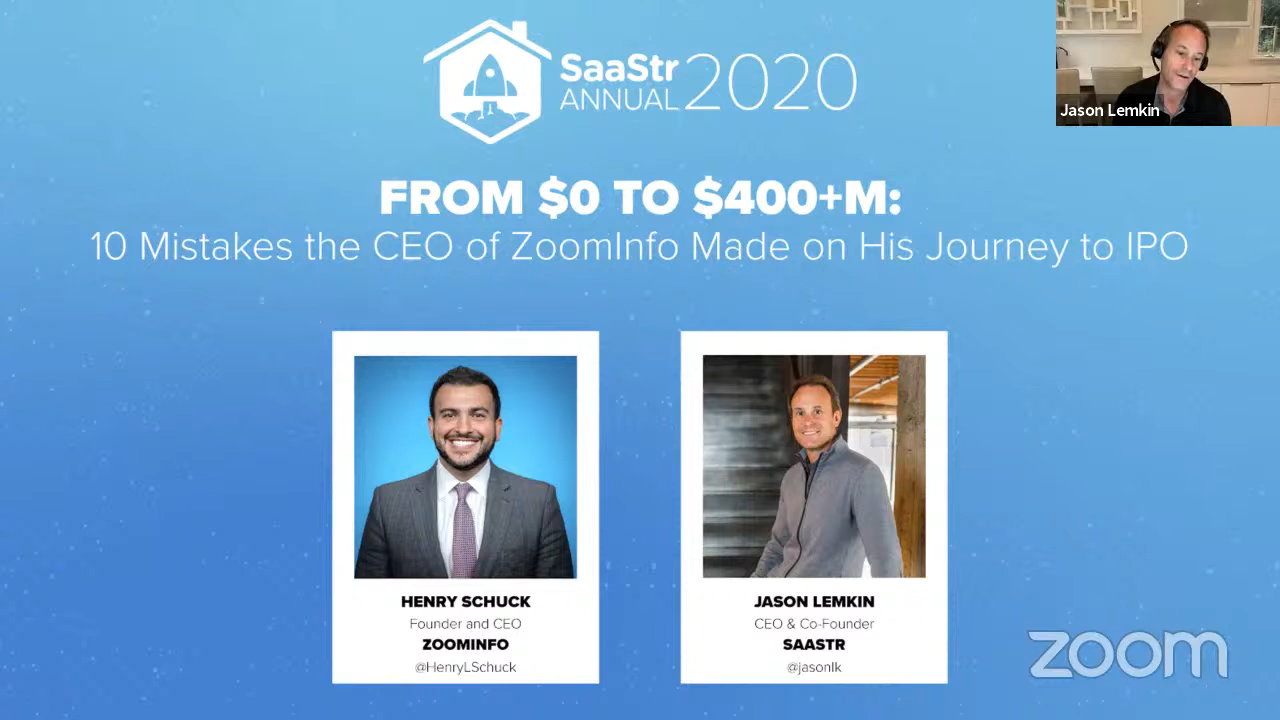 SaaStr
ANNUAL 2020
Jason Lemkin
FROM $0 TO $400+M:
10 Mistakes the CEO of ZoomInfo Made on His Journey to IPO
HENRY SCHUCK
Founder and CEO
ZOOMINFO
@HenryLSchuck
JASON LEMKIN
CEO & Co-Founder
SAASTR
@jasonlk
zoom